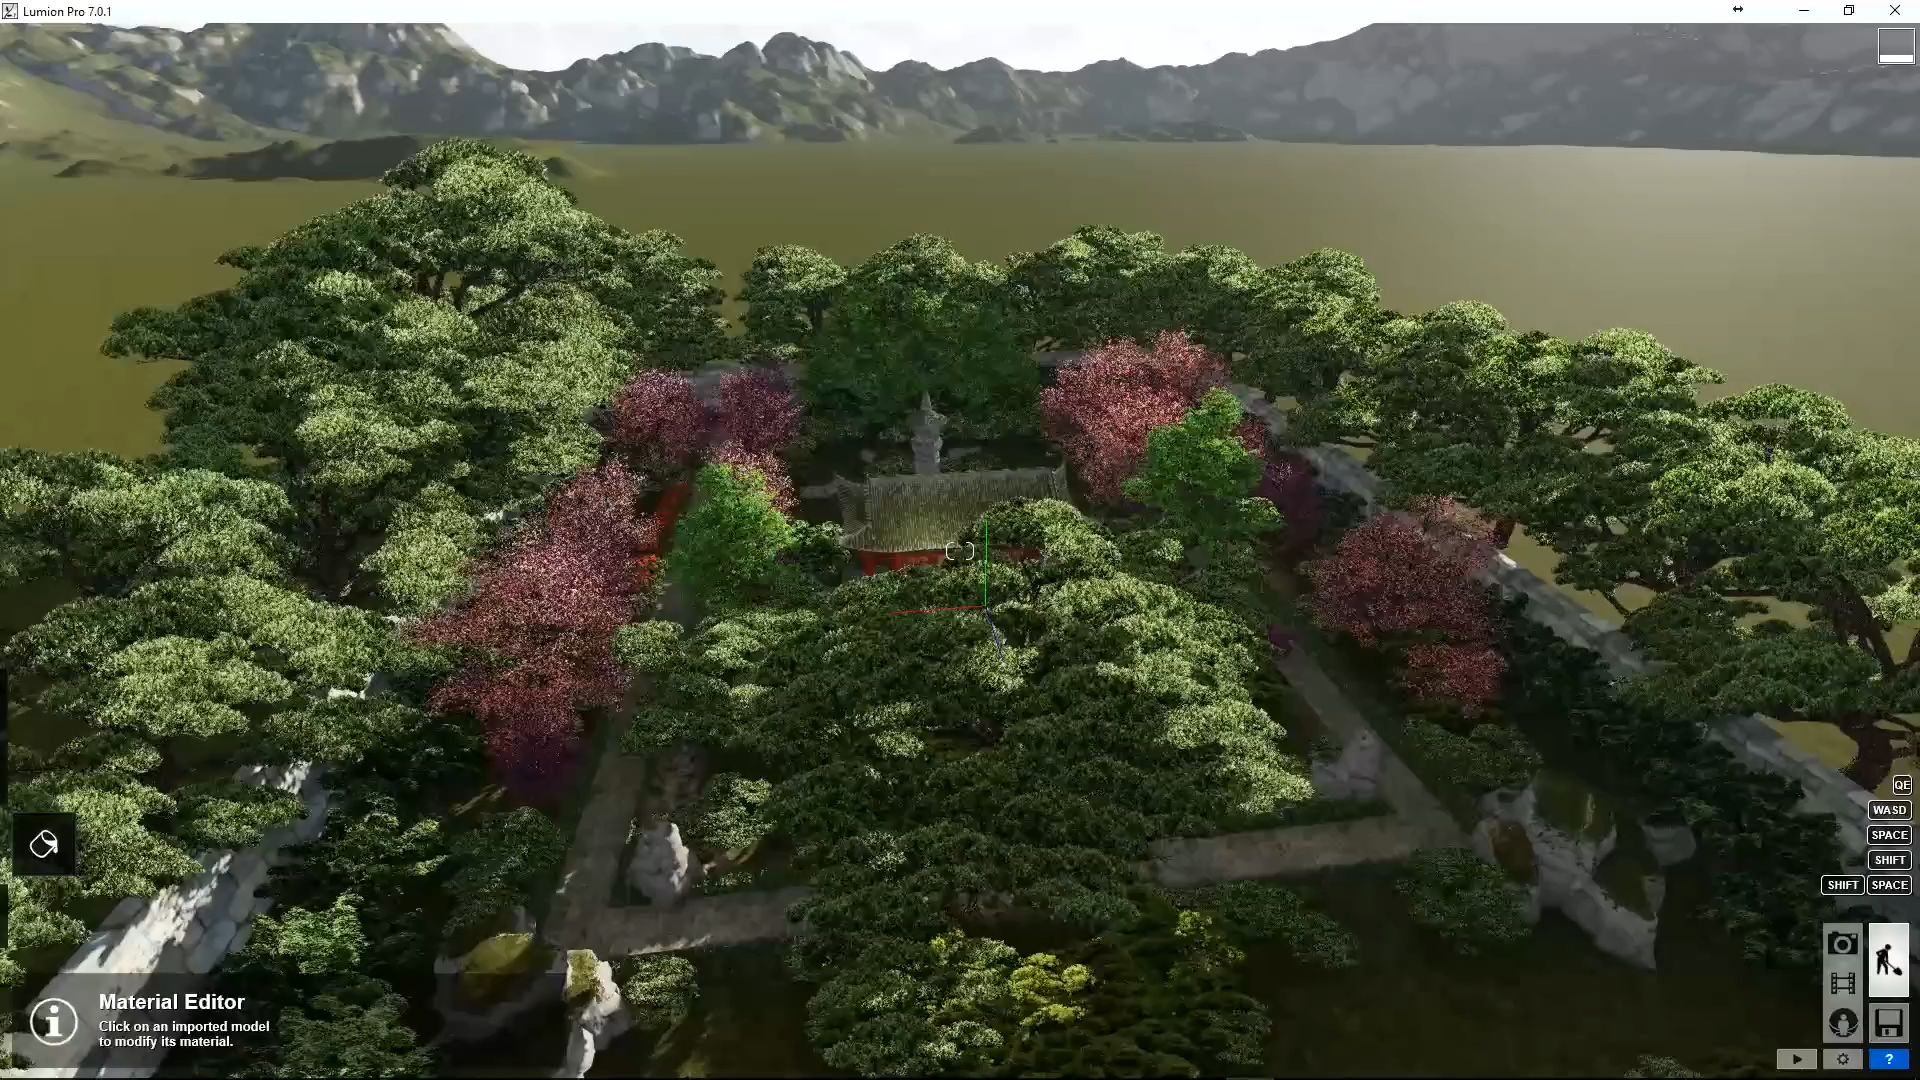 Lumion Pro 7.0.1
QE
WASD
SPACE
SHIFT
SHIFT SPACE
Material Editor
Click on an imported model
to modify its material.
?